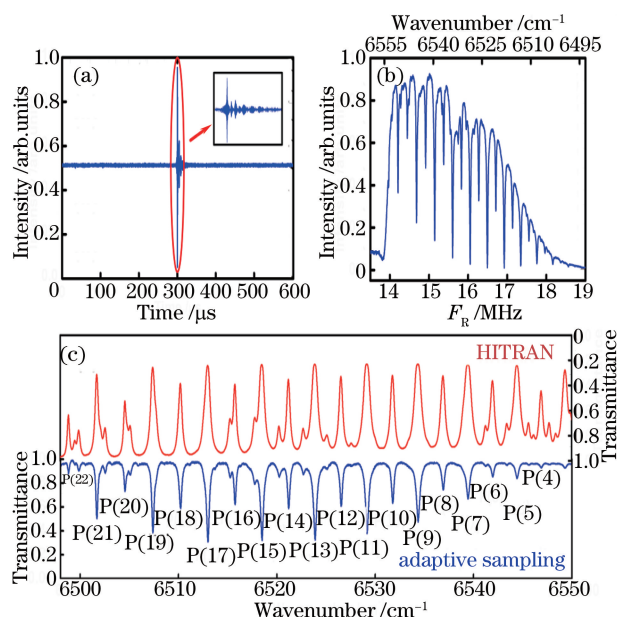 (a)
Intensity /arb.units
1.0
0.8
0.6
0.4
0.2
0 100 200 300 400 500 600
Time /μs
Wavenumber /cm⁻¹
6555 6540 6525 6510 6495
(b)
Intensity /arb.units
1.0
0.8
0.6
0.4
0.2
0
14 15 16 17 18 19
F_R /MHz
(c)
HITRAN
0
0.2
0.4
0.6
0.8
1.0
Transmittance
1.0
0.8
0.6
0.4
0.2
0
Transmittance
P(22)
P(21)
P(20)
P(19)
P(18)
P(17)
P(16)
P(15)
P(14)
P(13)
P(12)
P(11)
P(10)
P(9)
P(8)
P(7)
P(6)
P(5)
P(4)
adaptive sampling
6500 6510 6520 6530 6540 6550
Wavenumber /cm⁻¹